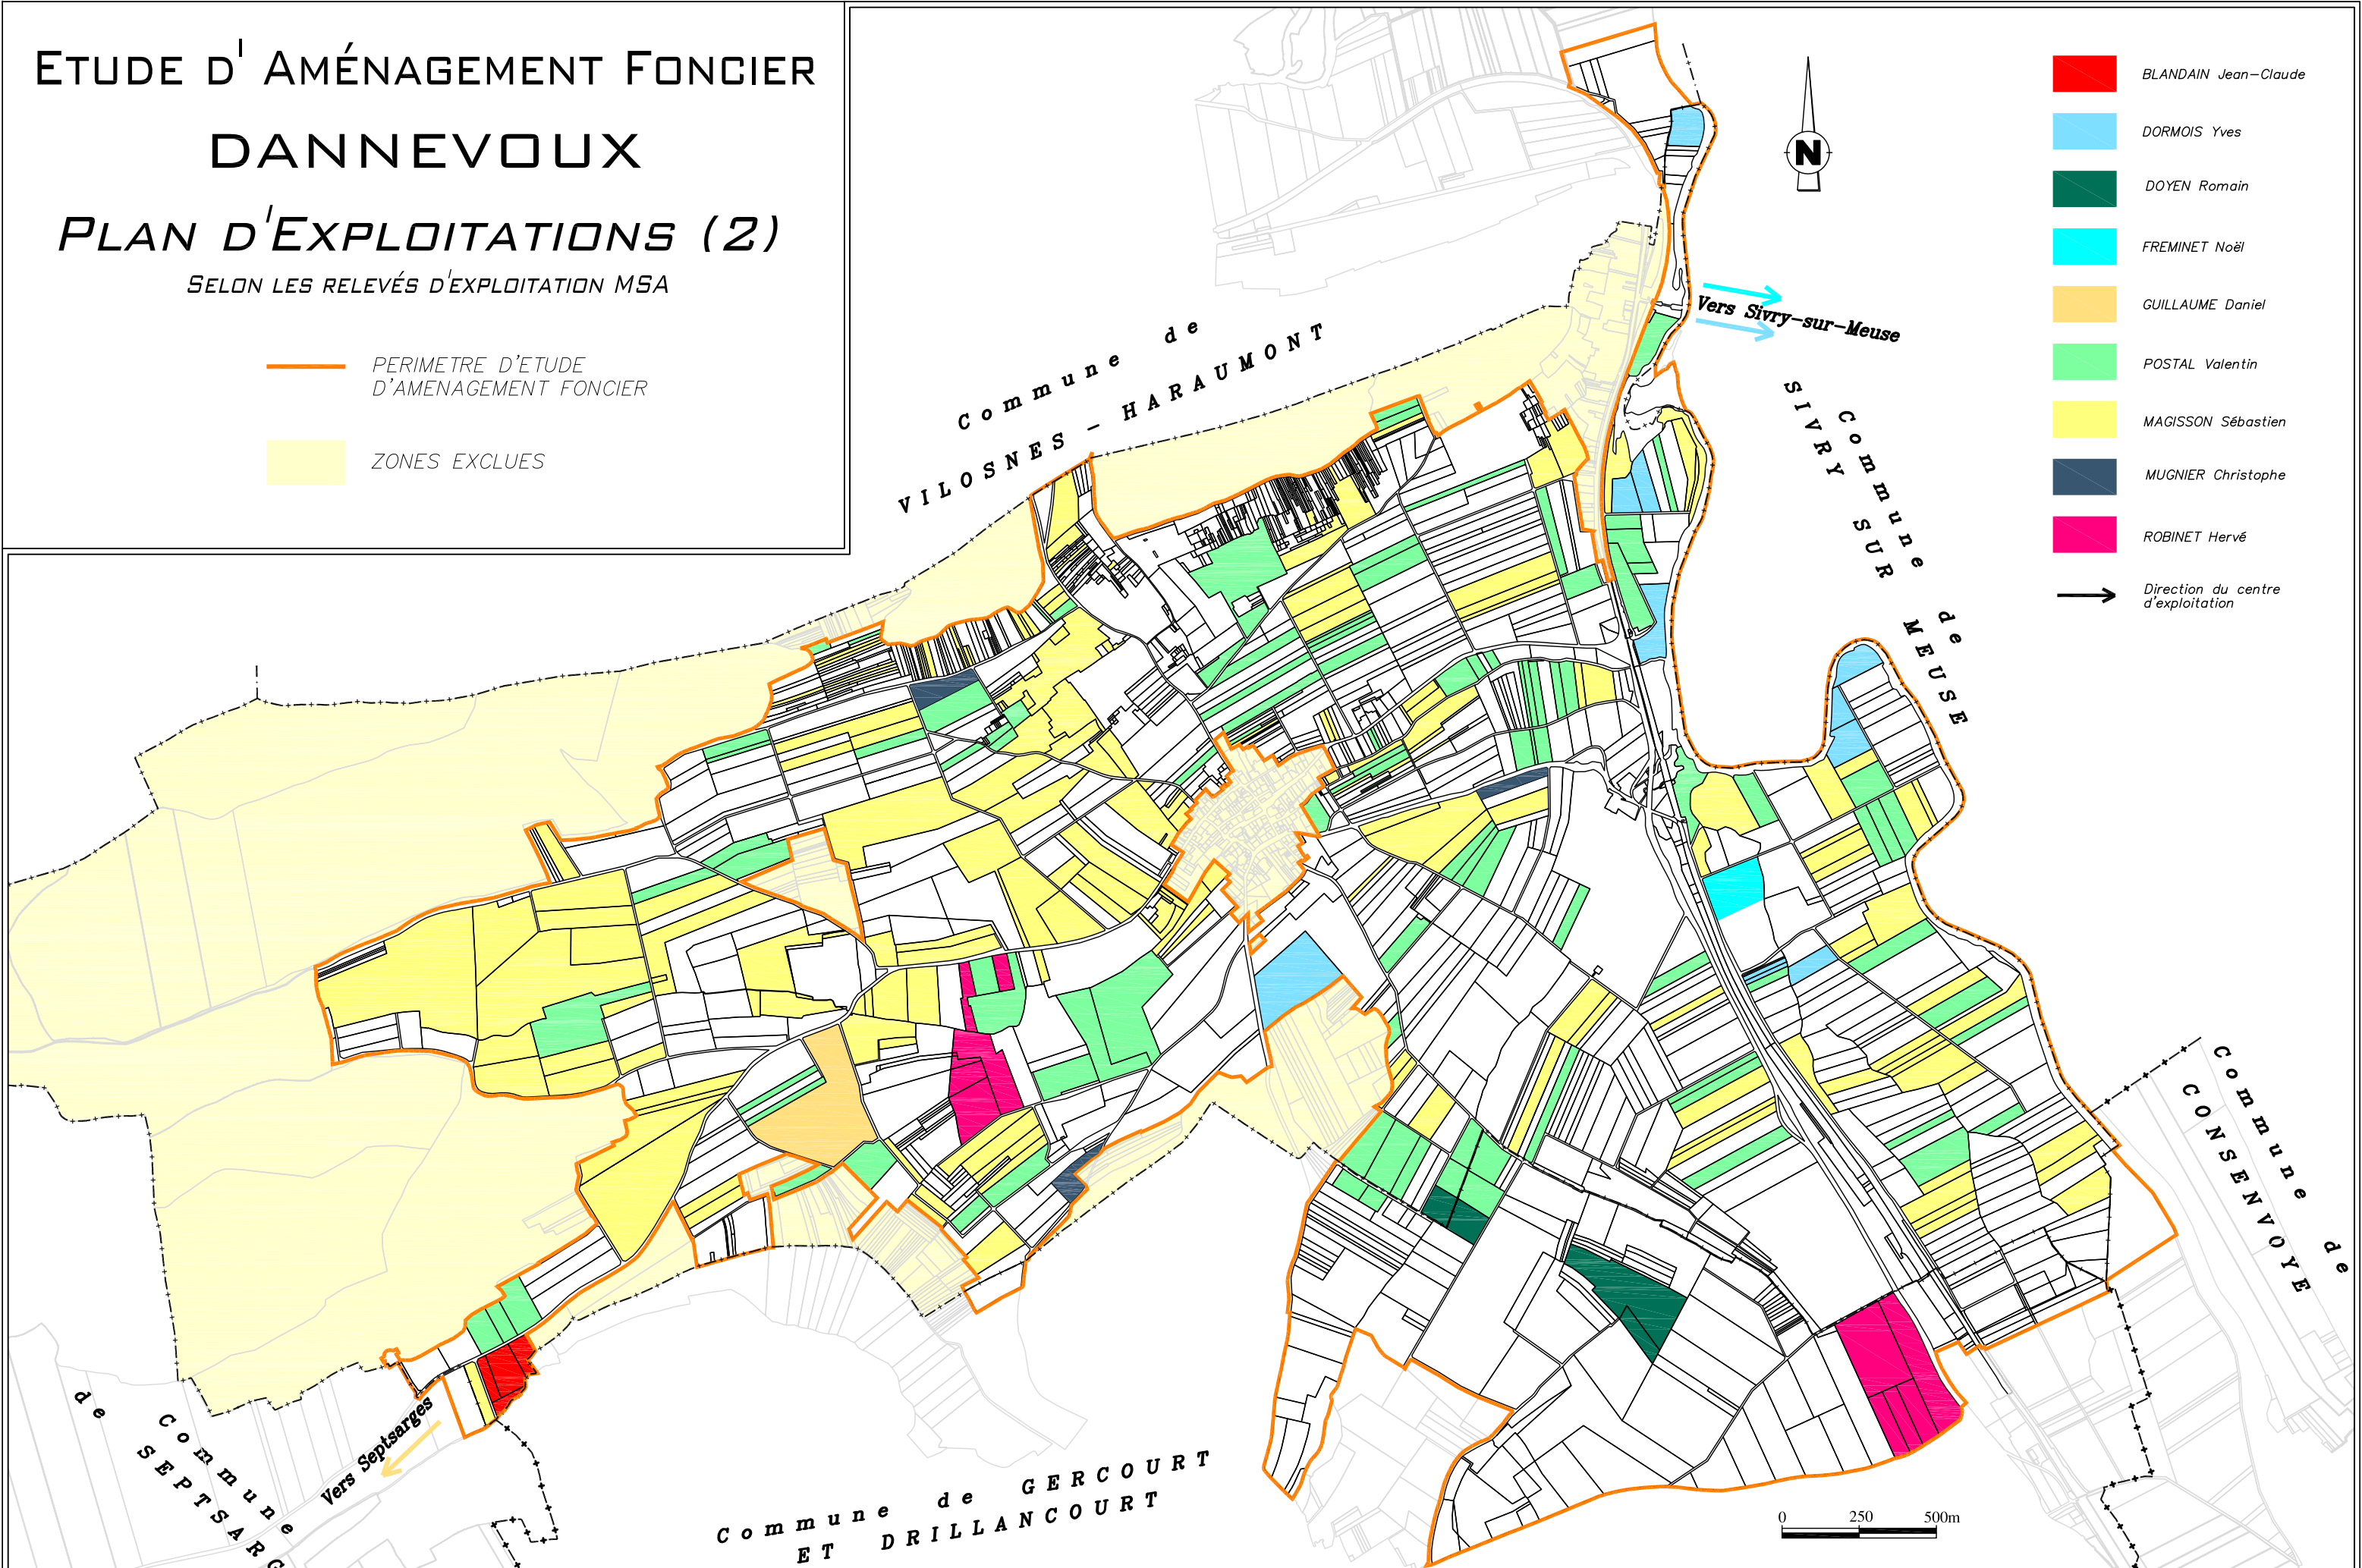 ETUDE D' AMÉNAGEMENT FONCIER
DANNEVOUX
PLAN D'EXPLOITATIONS (2)
SELON LES RELEVÉS D'EXPLOITATION MSA
PERIMETRE D'ETUDE
D'AMENAGEMENT FONCIER
ZONES EXCLUES
N
BLANDAIN Jean-Claude
DORMOIS Yves
DOYEN Romain
FREMINET Noël
GUILLAUME Daniel
POSTAL Valentin
MAGISSON Sébastien
MUGNIER Christophe
ROBINET Hervé
Direction du centre
d'exploitation
Commune de
VILOSNES - HARAUMONT
Vers Sivry-sur-Meuse
Commune de
SIVRY SUR MEUSE
Commune de
CONSENVOYE
Vers Septsarges
Commune
de SEPTSARG
Commune de GERCOURT
ET DRILLANCOURT
0 250 500m